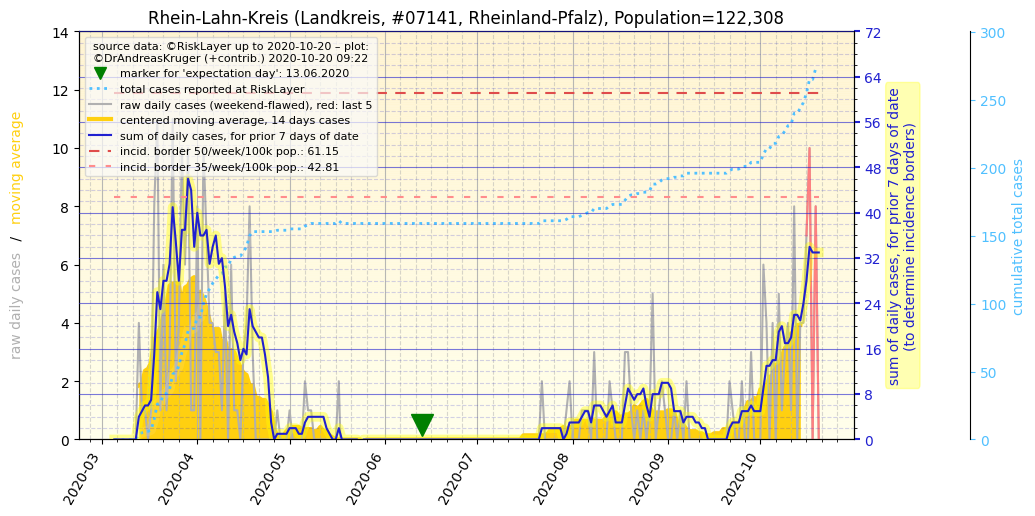 Rhein-Lahn-Kreis (Landkreis, #07141, Rheinland-Pfalz), Population=122,308
source data: ©RiskLayer up to 2020-10-20 – plot:
©DrAndreasKruger (+contrib.) 2020-10-20 09:22
marker for 'expectation day': 13.06.2020
total cases reported at RiskLayer
raw daily cases (weekend-flawed), red: last 5
centered moving average, 14 days cases
sum of daily cases, for prior 7 days of date
incid. border 50/week/100k pop.: 61.15
incid. border 35/week/100k pop.: 42.81
raw daily cases / moving average
14
12
10
8
6
4
2
0
2020-03
2020-04
2020-05
2020-06
2020-07
2020-08
2020-09
2020-10
72
64
56
48
40
32
24
16
8
0
sum of daily cases, for prior 7 days of date
(to determine incidence borders)
300
250
200
150
100
50
0
cumulative total cases